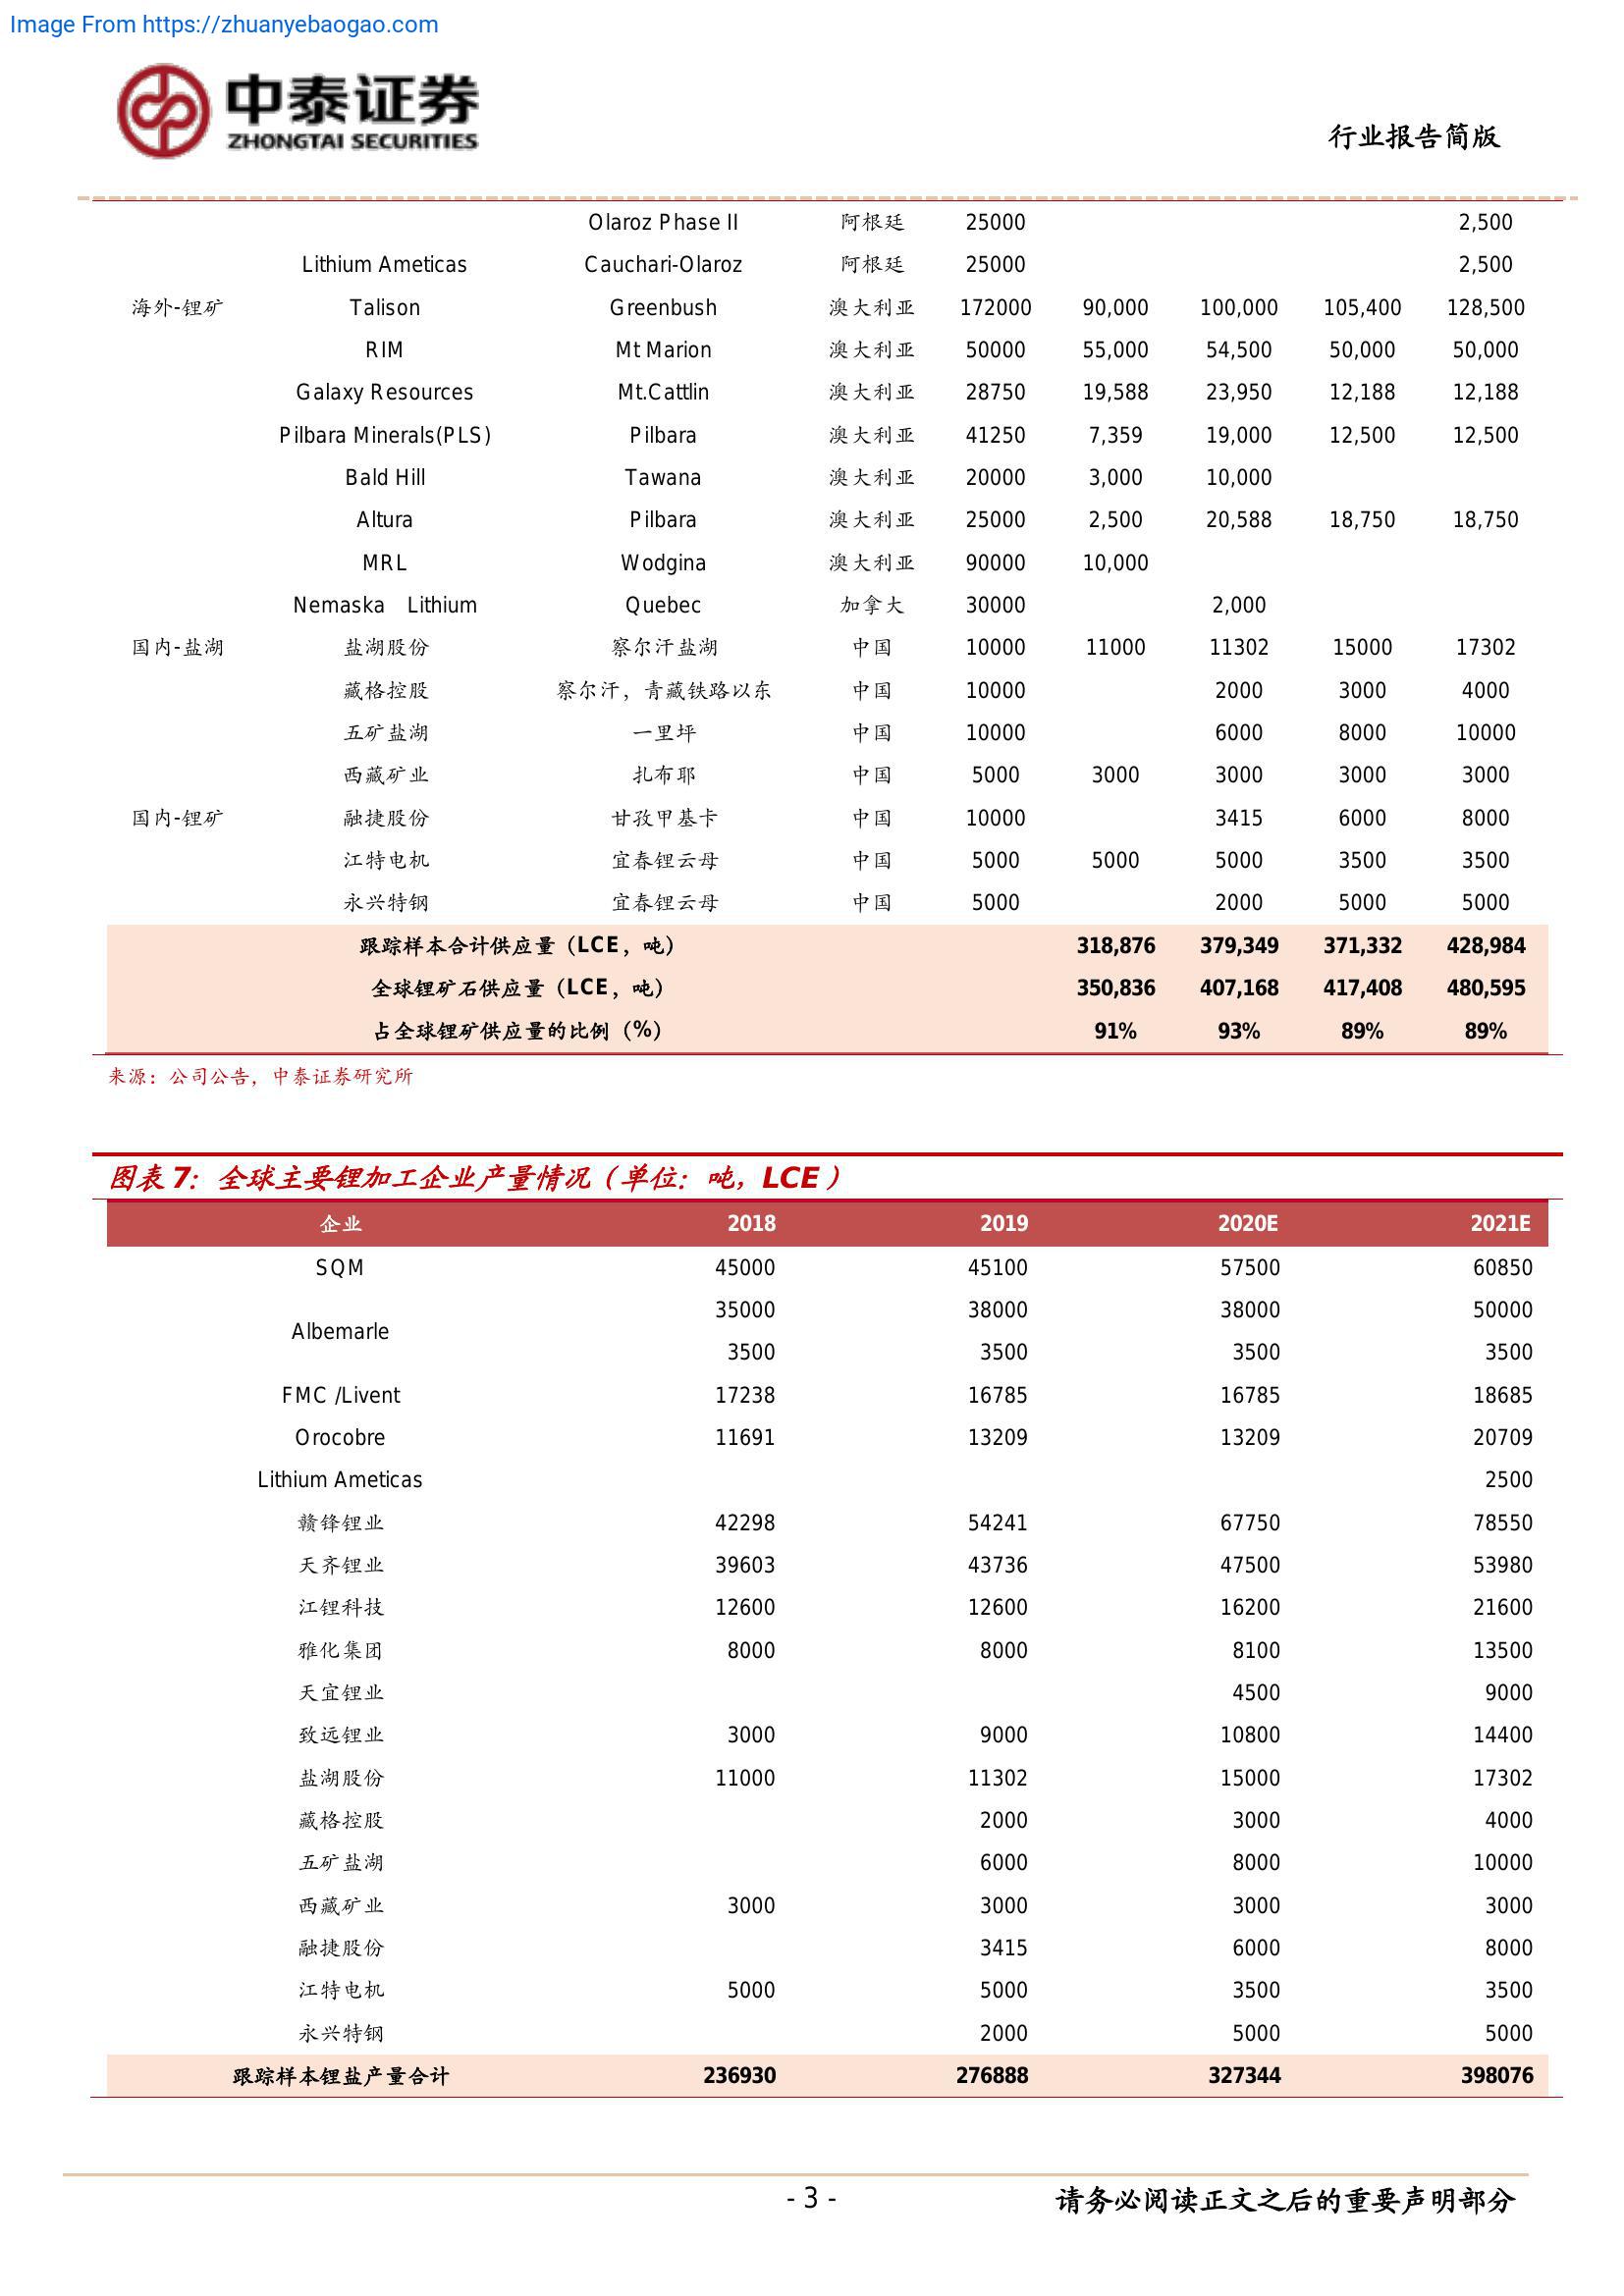 Image From https://zhuanyebaogao.com
中泰证券
ZHONGTAI SECURITIES
行业报告简版
Olaroz Phase II 阿根廷 25000 2,500
Lithium Ameticas Cauchari-Olaroz 阿根廷 25000 2,500
海外-锂矿 Talison Greenbush 澳大利亚 172000 90,000 100,000 105,400 128,500
RIM Mt Marion 澳大利亚 50000 55,000 54,500 50,000 50,000
Galaxy Resources Mt.Cattlin 澳大利亚 28750 19,588 23,950 12,188 12,188
Pilbara Minerals(PLS) Pilbara 澳大利亚 41250 7,359 19,000 12,500 12,500
Bald Hill Tawana 澳大利亚 20000 3,000 10,000
Altura Pilbara 澳大利亚 25000 2,500 20,588 18,750 18,750
MRL Wodgina 澳大利亚 90000 10,000
Nemaska Lithium Quebec 加拿大 30000 2,000
国内-盐湖 盐湖股份 察尔汗盐湖 中国 10000 11000 11302 15000 17302
藏格控股 察尔汗，青藏铁路以东 中国 10000 2000 3000 4000
五矿盐湖 一里坪 中国 10000 6000 8000 10000
西藏矿业 扎布耶 中国 5000 3000 3000 3000 3000
国内-锂矿 融捷股份 甘孜甲基卡 中国 10000 3415 6000 8000
江特电机 宜春锂云母 中国 5000 5000 5000 3500 3500
永兴特钢 宜春锂云母 中国 5000 2000 5000 5000
跟踪样本合计供应量（LCE，吨） 318,876 379,349 371,332 428,984
全球锂矿石供应量（LCE，吨） 350,836 407,168 417,408 480,595
占全球锂矿供应量的比例（%） 91% 93% 89% 89%
来源：公司公告，中泰证券研究所
图表 7：全球主要锂加工企业产量情况（单位：吨，LCE）
企业 2018 2019 2020E 2021E
SQM 45000 45100 57500 60850
35000 38000 38000 50000
Albemarle
3500 3500 3500 3500
FMC /Livent 17238 16785 16785 18685
Orocobre 11691 13209 13209 20709
Lithium Ameticas 2500
赣锋锂业 42298 54241 67750 78550
天齐锂业 39603 43736 47500 53980
江锂科技 12600 12600 16200 21600
雅化集团 8000 8000 8100 13500
天宜锂业 4500 9000
致远锂业 3000 9000 10800 14400
盐湖股份 11000 11302 15000 17302
藏格控股 2000 3000 4000
五矿盐湖 6000 8000 10000
西藏矿业 3000 3000 3000 3000
融捷股份 3415 6000 8000
江特电机 5000 5000 3500 3500
永兴特钢 2000 5000 5000
跟踪样本锂盐产量合计 236930 276888 327344 398076
- 3 -
请务必阅读正文之后的重要声明部分